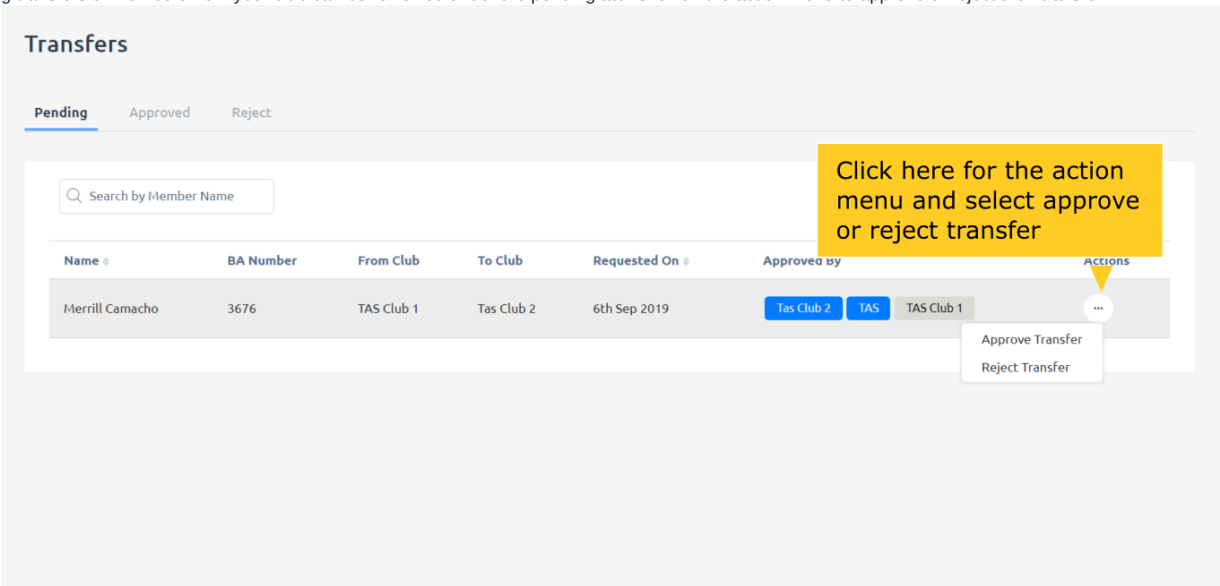 Transfers
Pending Approved Reject
Click here for the action
menu and select approve
or reject transfer
Search by Member Name
Name BA Number From Club To Club Requested On Approved By Actions
Merrill Camacho 3676 TAS Club 1 Tas Club 2 6th Sep 2019 Tas Club 2 TAS TAS Club 1 ...
Approve Transfer
Reject Transfer